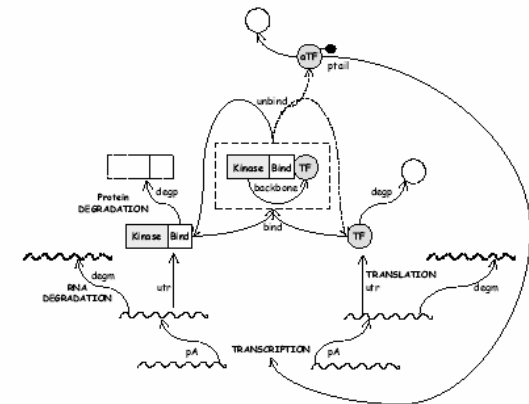 aTF
ptail
unbind
Kinase Bind TF
backbone
degp
Protein
DEGRADATION
degp
bind
Kinase Bind
TF
degm
RNA
DEGRADATION
utr
TRANSLATION
utr
degm
pA
TRANSCRIPTION
pA